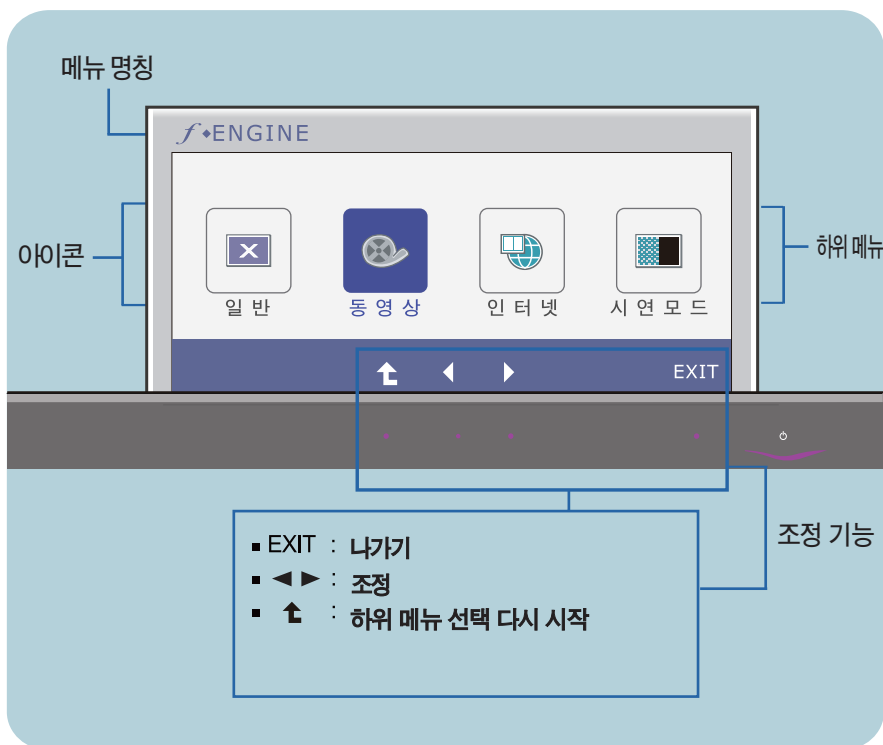 메뉴 명칭
f◆ENGINE
아이콘
하위 메뉴
일반 동영상 인터넷 시연모드
EXIT
조정 기능
▪ EXIT : 나가기
▪ ◀ ▶ : 조정
▪ : 하위 메뉴 선택 다시 시작